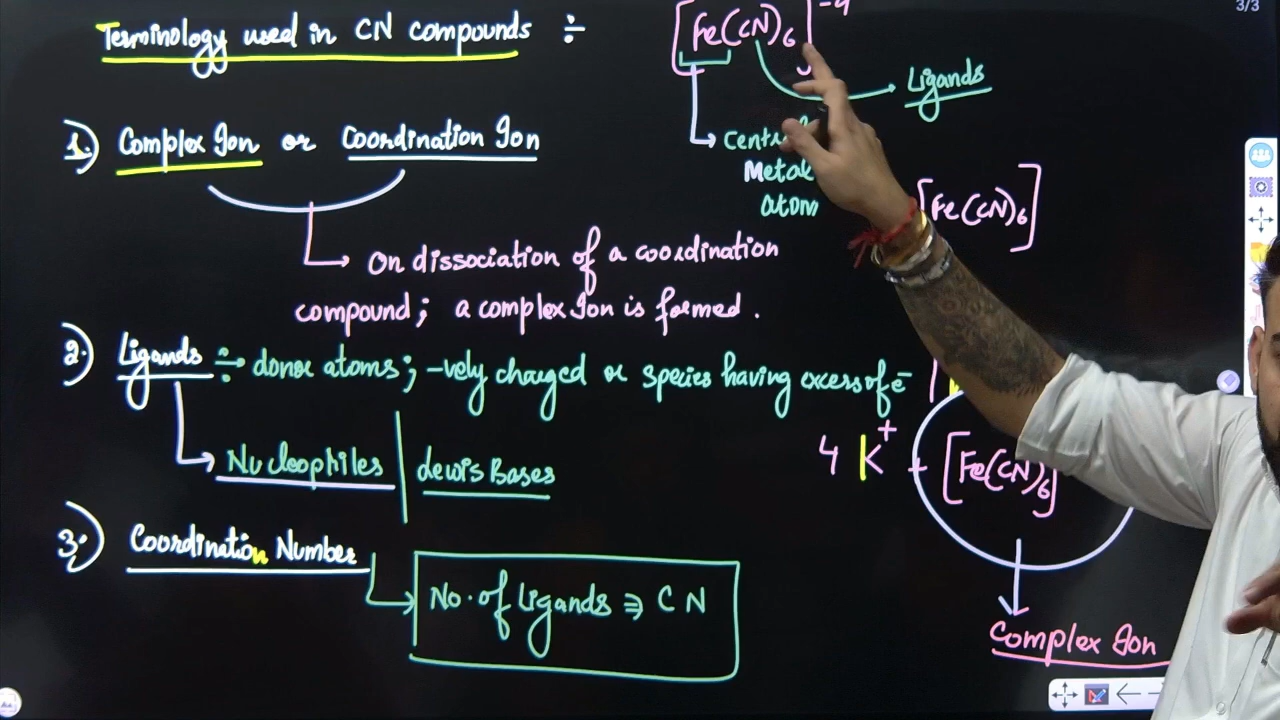 3/3
Terminology used in CN compounds ÷
[Fe(CN)6]-4
Ligands
Metal
atom
1.) Complex Ion or Coordination Ion
[Fe(CN)6]
On dissociation of a coordination
compound; a complex Ion is formed.
2.) Ligands ÷→ donor atoms; -vely charged or species having excess of e-
Nucleophiles | Lewis Bases
4 K+ + [Fe(CN)6]
3.) Coordination Number
No. of Ligands ⇒ CN
Complex Ion